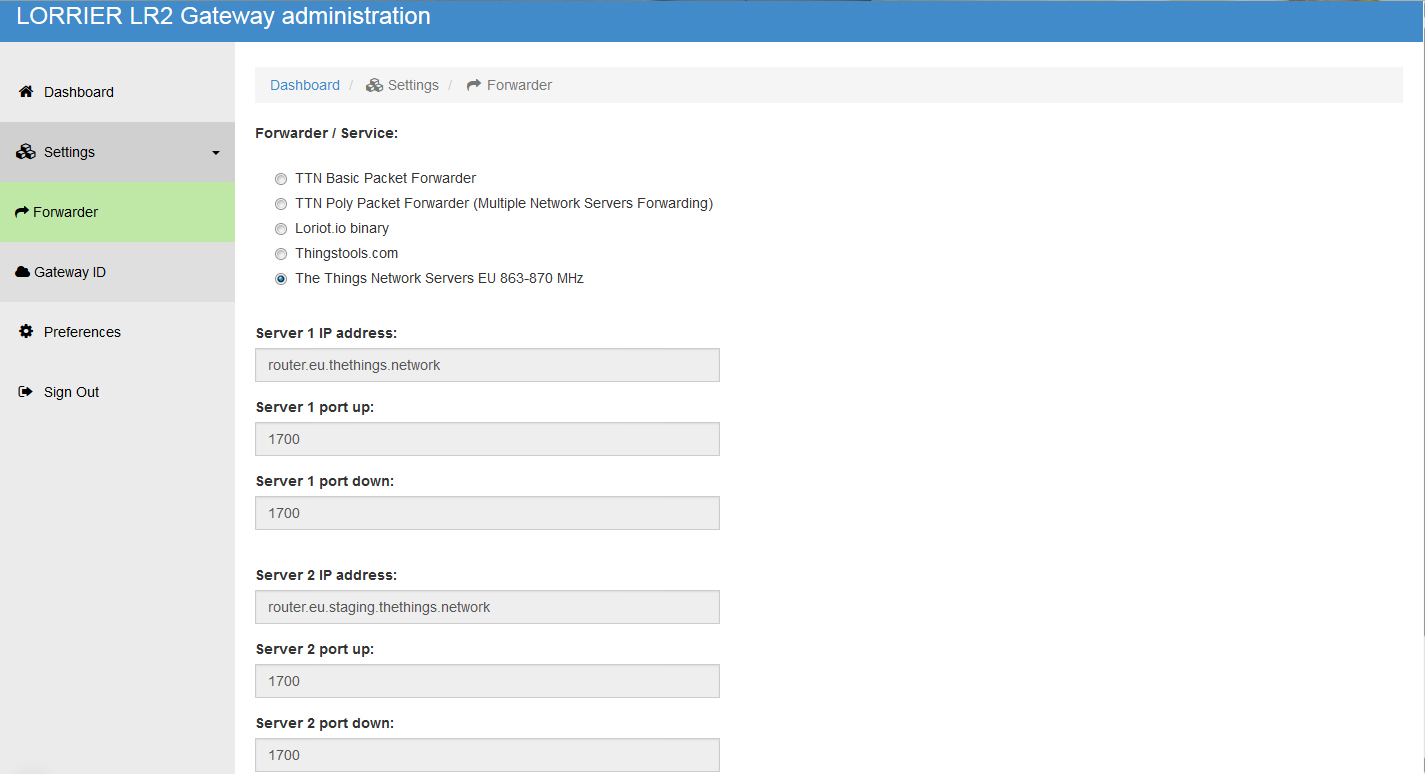 LORRIER LR2 Gateway administration
Dashboard
Settings
Forwarder
Gateway ID
Preferences
Sign Out
Dashboard / Settings / Forwarder
Forwarder / Service:
TTN Basic Packet Forwarder
TTN Poly Packet Forwarder (Multiple Network Servers Forwarding)
Loriot.io binary
Thingstools.com
The Things Network Servers EU 863-870 MHz
Server 1 IP address:
router.eu.thethings.network
Server 1 port up:
1700
Server 1 port down:
1700
Server 2 IP address:
router.eu.staging.thethings.network
Server 2 port up:
1700
Server 2 port down:
1700